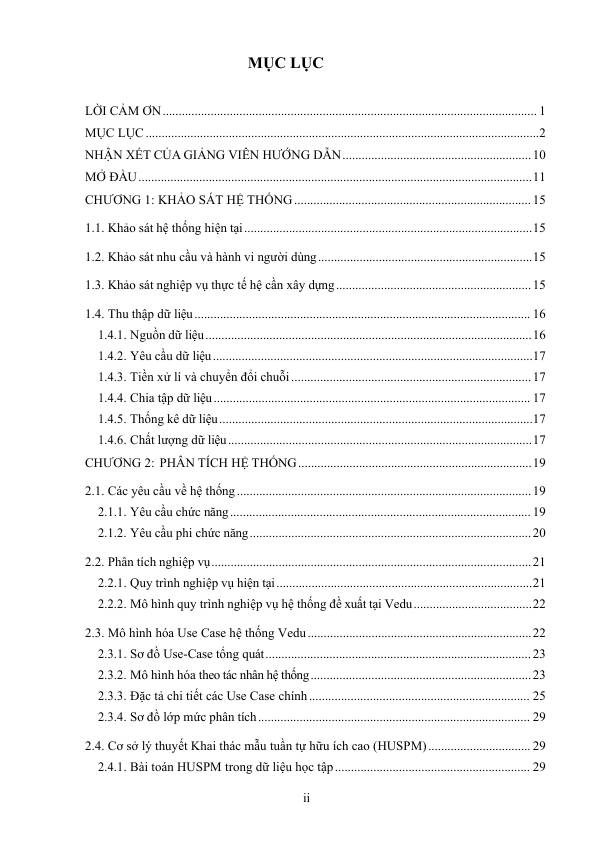 MỤC LỤC
LỜI CẢM ƠN 1
MỤC LỤC 2
NHẬN XÉT CỦA GIẢNG VIÊN HƯỚNG DẪN 10
MỞ ĐẦU 11
CHƯƠNG 1: KHẢO SÁT HỆ THỐNG 15
1.1. Khảo sát hệ thống hiện tại 15
1.2. Khảo sát nhu cầu và hành vi người dùng 15
1.3. Khảo sát nghiệp vụ thực tế hệ cần xây dựng 15
1.4. Thu thập dữ liệu 16
1.4.1. Nguồn dữ liệu 16
1.4.2. Yêu cầu dữ liệu 17
1.4.3. Tiền xử lí và chuyển đổi chuỗi 17
1.4.4. Chia tập dữ liệu 17
1.4.5. Thống kê dữ liệu 17
1.4.6. Chất lượng dữ liệu 17
CHƯƠNG 2: PHÂN TÍCH HỆ THỐNG 19
2.1. Các yêu cầu về hệ thống 19
2.1.1. Yêu cầu chức năng 19
2.1.2. Yêu cầu phi chức năng 20
2.2. Phân tích nghiệp vụ 21
2.2.1. Quy trình nghiệp vụ hiện tại 21
2.2.2. Mô hình quy trình nghiệp vụ hệ thống đề xuất tại Vedu 22
2.3. Mô hình hóa Use Case hệ thống Vedu 22
2.3.1. Sơ đồ Use-Case tổng quát 23
2.3.2. Mô hình hóa theo tác nhân hệ thống 23
2.3.3. Đặc tả chi tiết các Use Case chính 25
2.3.4. Sơ đồ lớp mức phân tích 29
2.4. Cơ sở lý thuyết Khai thác mẫu tuần tự hữu ích cao (HUSPM) 29
2.4.1. Bài toán HUSPM trong dữ liệu học tập 29
ii